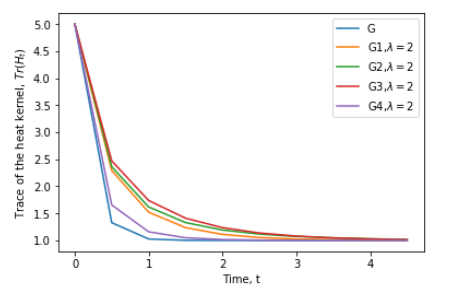 5.0
4.5
4.0
3.5
3.0
2.5
2.0
1.5
1.0
Trace of the heat kernel, Tr(Hₜ)
0 1 2 3 4
Time, t
G
G1,λ = 2
G2,λ = 2
G3,λ = 2
G4,λ = 2